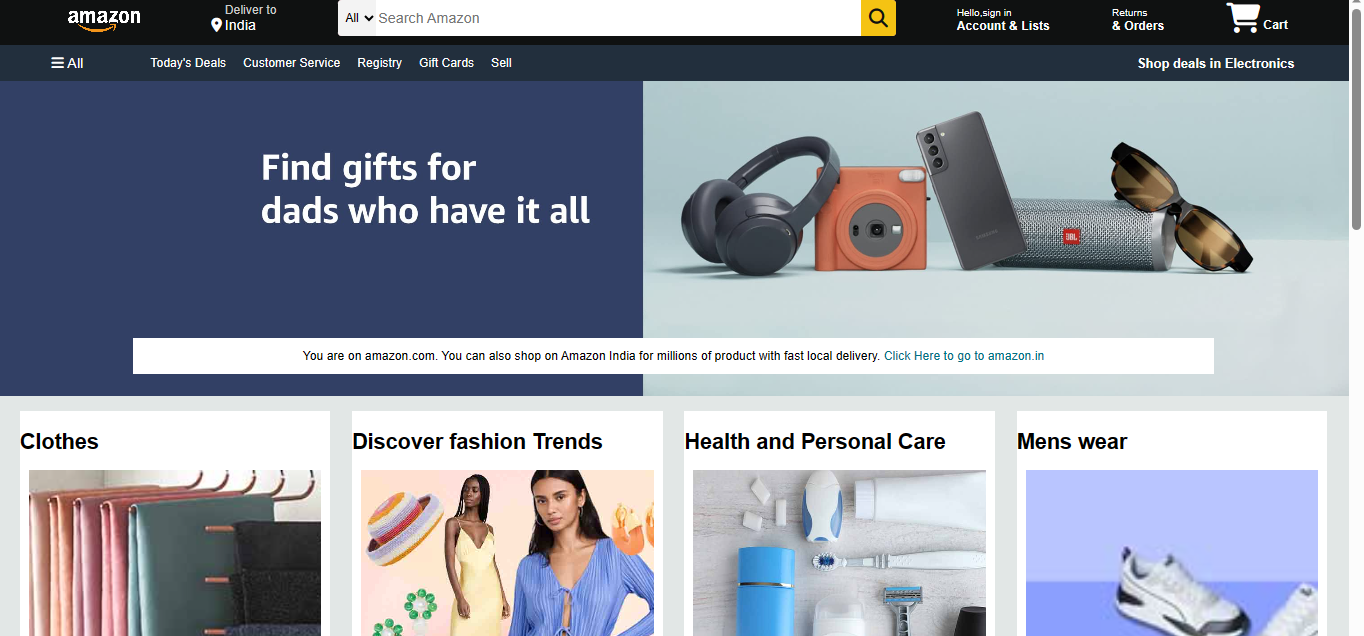 amazon
Deliver to
India
All
Search Amazon
Hello,sign in
Account & Lists
Returns
& Orders
Cart
All
Today's Deals
Customer Service
Registry
Gift Cards
Sell
Shop deals in Electronics
Find gifts for
dads who have it all
SAMSUNG
JBL
You are on amazon.com. You can also shop on Amazon India for millions of product with fast local delivery. Click Here to go to amazon.in
Clothes
Discover fashion Trends
Health and Personal Care
Mens wear